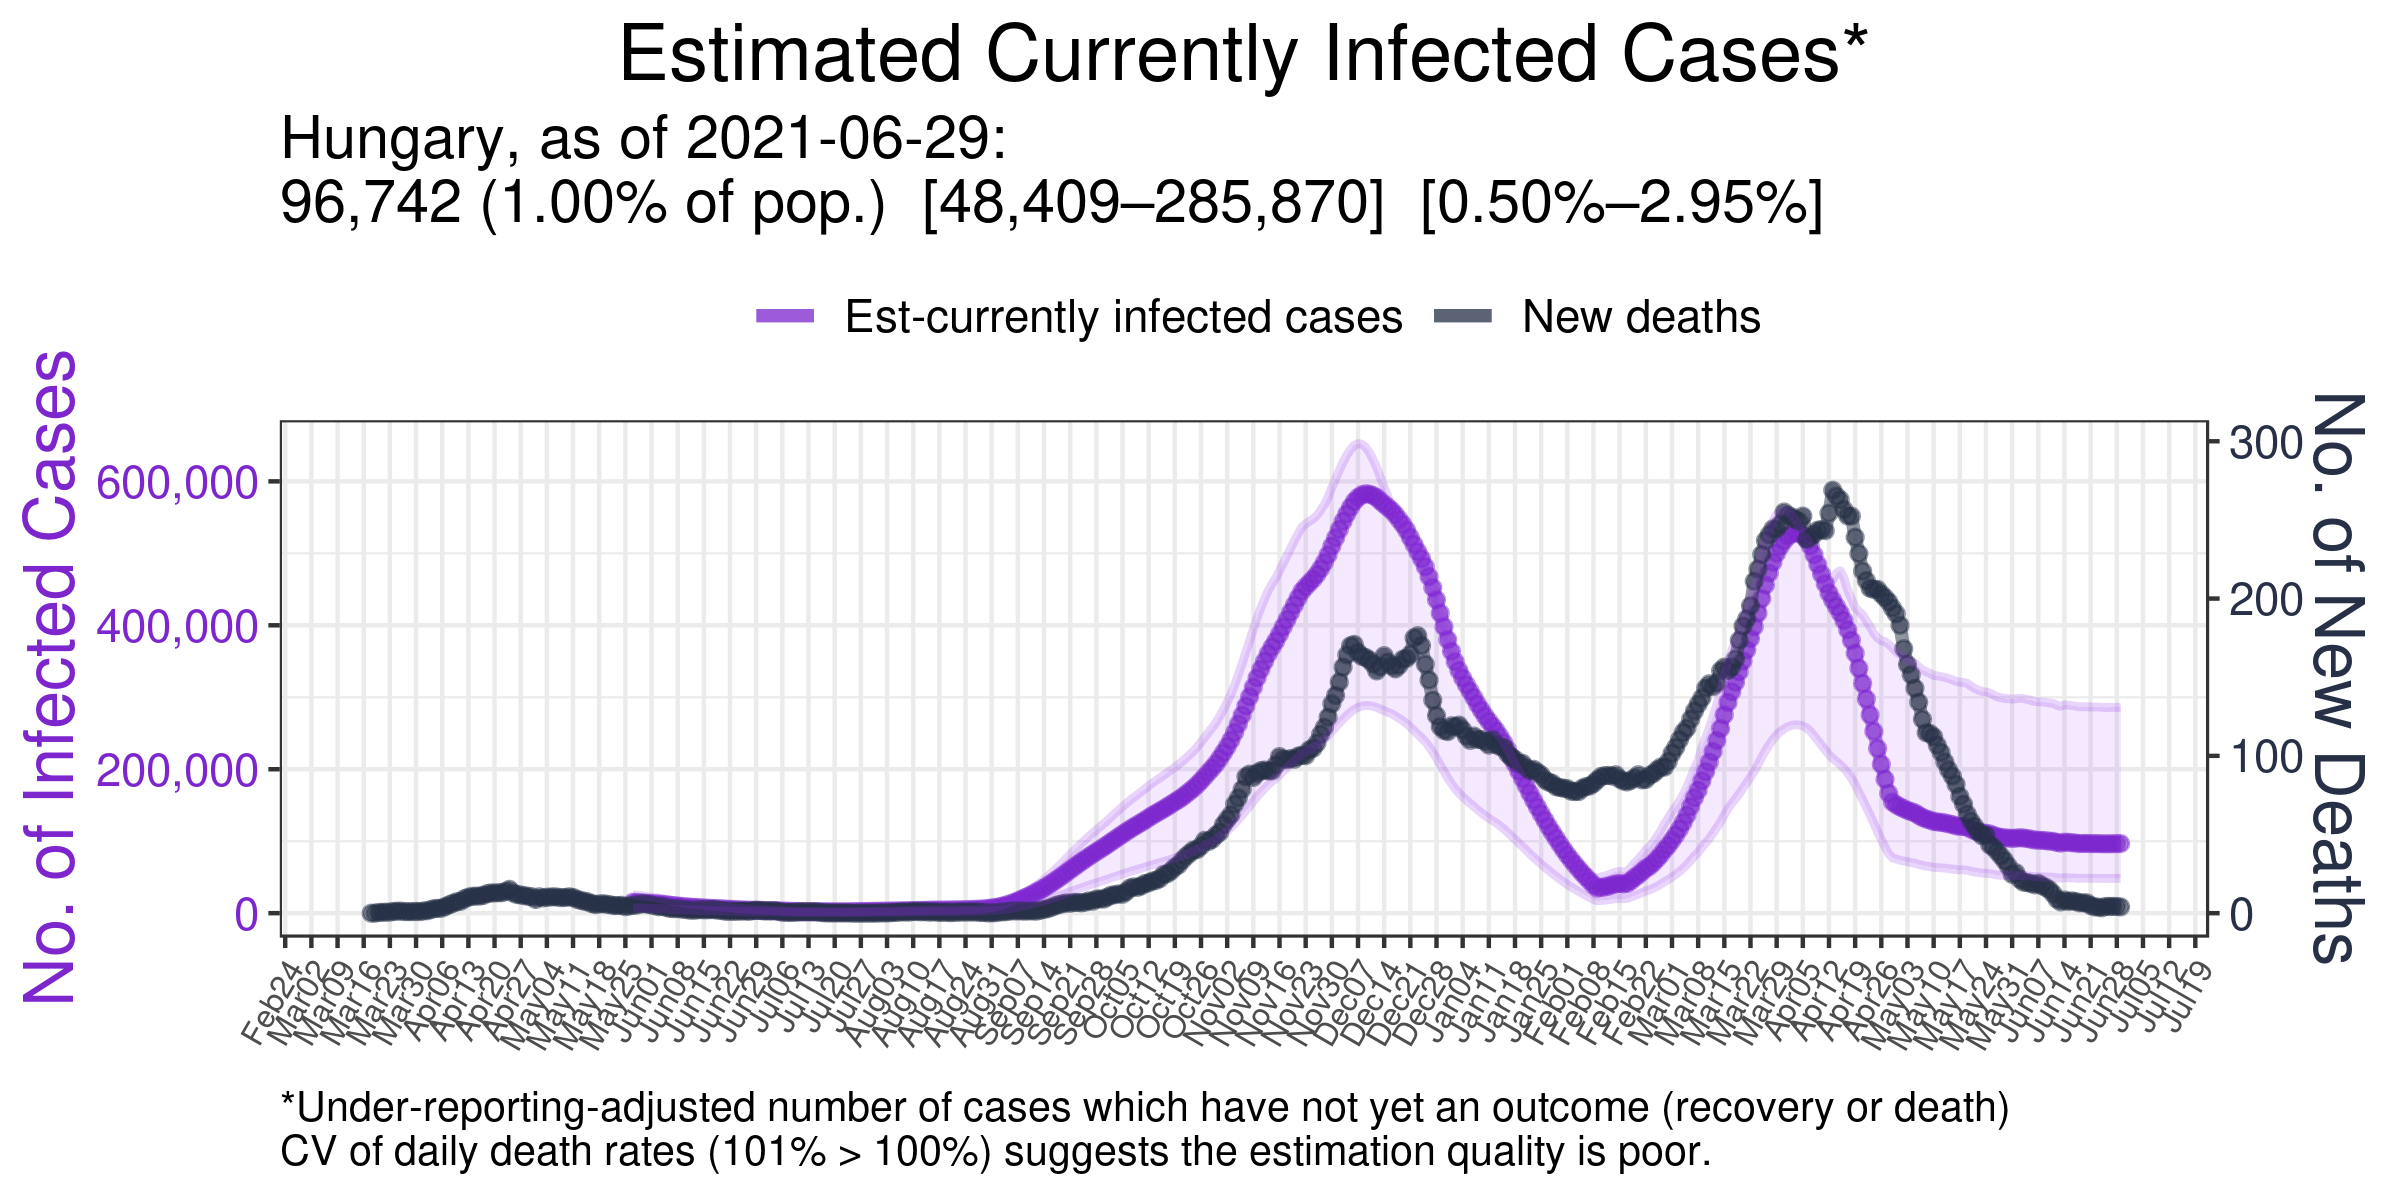 Estimated Currently Infected Cases*
Hungary, as of 2021-06-29:
96,742 (1.00% of pop.) [48,409–285,870] [0.50%–2.95%]
Est-currently infected cases New deaths
No. of Infected Cases
600,000
400,000
200,000
0
300
200
100
0
No. of New Deaths
Feb24 Mar02 Mar09 Mar16 Mar23 Mar30 Apr06 Apr13 Apr20 Apr27 May04 May11 May18 May25 Jun01 Jun08 Jun15 Jun22 Jun29 Jul06 Jul13 Jul20 Jul27 Aug03 Aug10 Aug17 Aug24 Aug31 Sep07 Sep14 Sep21 Sep28 Oct05 Oct12 Oct19 Oct26 Nov02 Nov09 Nov16 Nov23 Nov30 Dec07 Dec14 Dec21 Dec28 Jan04 Jan11 Jan18 Jan25 Feb01 Feb08 Feb15 Feb22 Mar01 Mar08 Mar15 Mar22 Mar29 Apr05 Apr12 Apr19 Apr26 May03 May10 May17 May24 May31 Jun07 Jun14 Jun21 Jun28 Jul05 Jul12 Jul19
*Under-reporting-adjusted number of cases which have not yet an outcome (recovery or death)
CV of daily death rates (101% > 100%) suggests the estimation quality is poor.